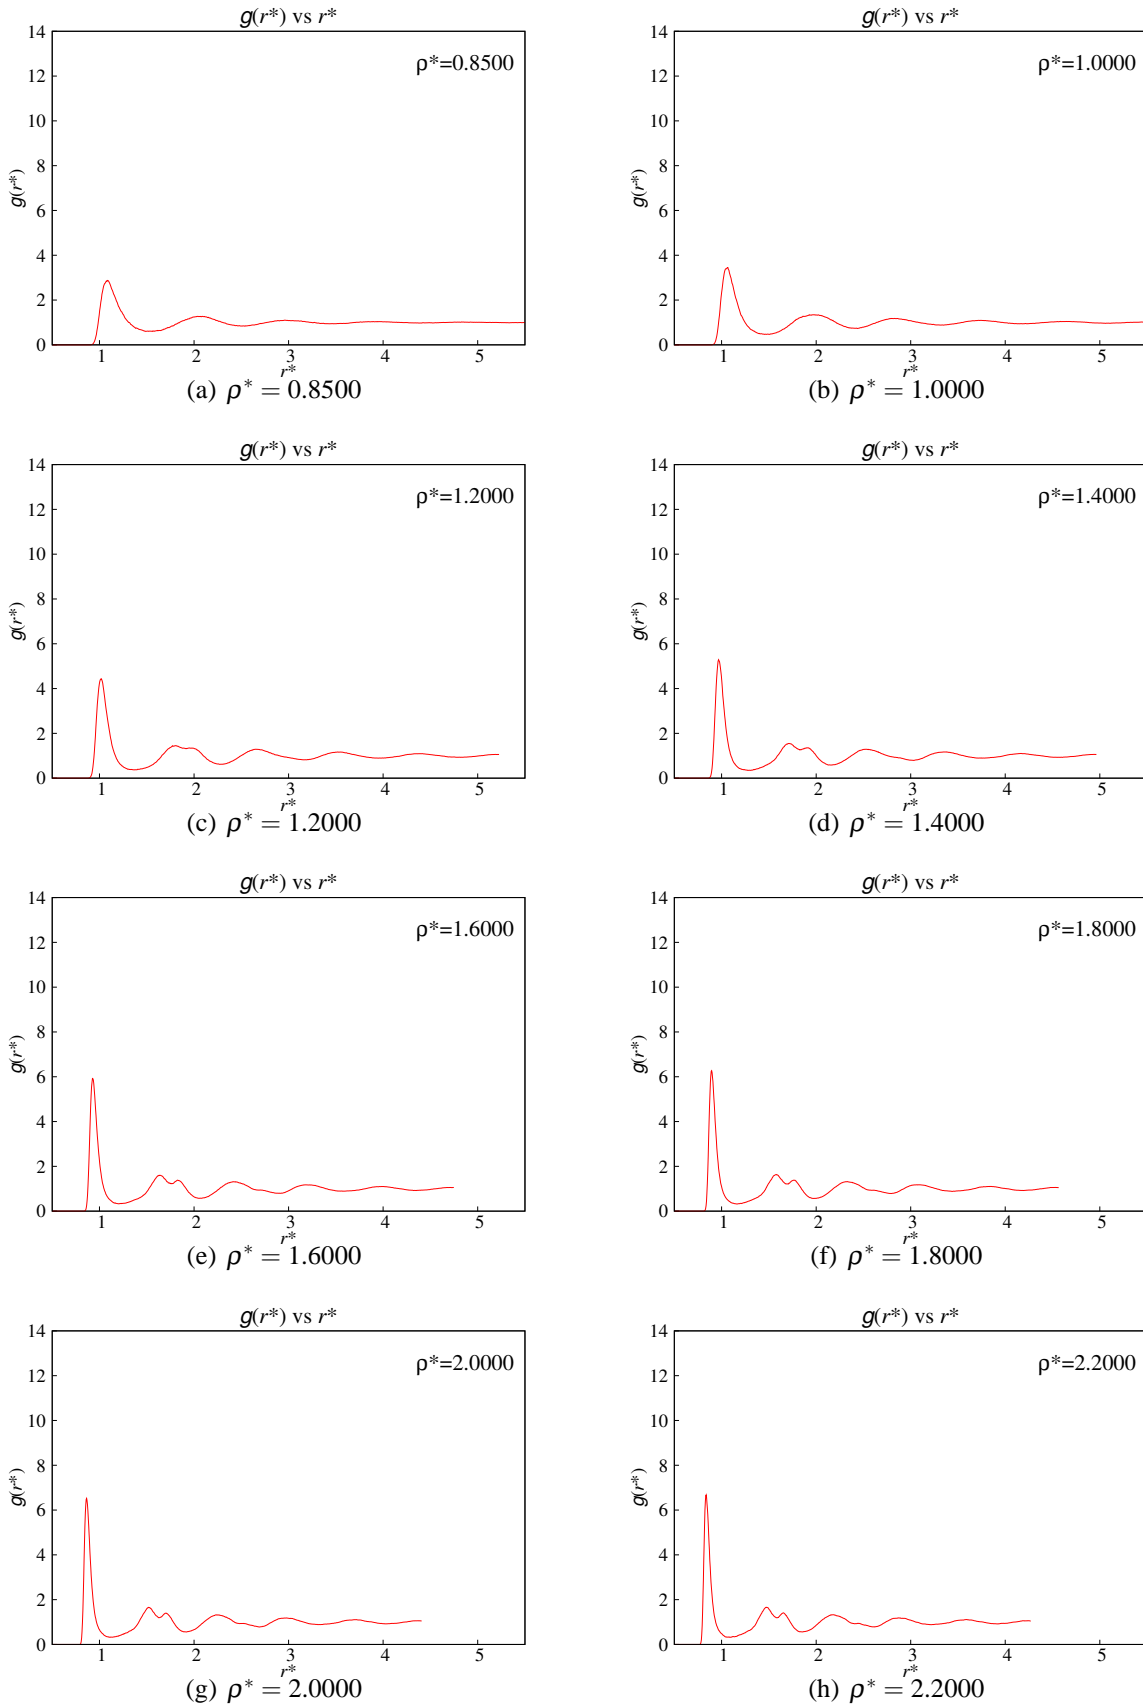 g(r*) vs r*
14
12
10
8
6
4
2
0
g(r*)
ρ*=0.8500
1 2 3 4 5
r*
(a) ρ* = 0.8500
g(r*) vs r*
14
12
10
8
6
4
2
0
g(r*)
ρ*=1.0000
1 2 3 4 5
r*
(b) ρ* = 1.0000
g(r*) vs r*
14
12
10
8
6
4
2
0
g(r*)
ρ*=1.2000
1 2 3 4 5
r*
(c) ρ* = 1.2000
g(r*) vs r*
14
12
10
8
6
4
2
0
g(r*)
ρ*=1.4000
1 2 3 4 5
r*
(d) ρ* = 1.4000
g(r*) vs r*
14
12
10
8
6
4
2
0
g(r*)
ρ*=1.6000
1 2 3 4 5
r*
(e) ρ* = 1.6000
g(r*) vs r*
14
12
10
8
6
4
2
0
g(r*)
ρ*=1.8000
1 2 3 4 5
r*
(f) ρ* = 1.8000
g(r*) vs r*
14
12
10
8
6
4
2
0
g(r*)
ρ*=2.0000
1 2 3 4 5
r*
(g) ρ* = 2.0000
g(r*) vs r*
14
12
10
8
6
4
2
0
g(r*)
ρ*=2.2000
1 2 3 4 5
r*
(h) ρ* = 2.2000